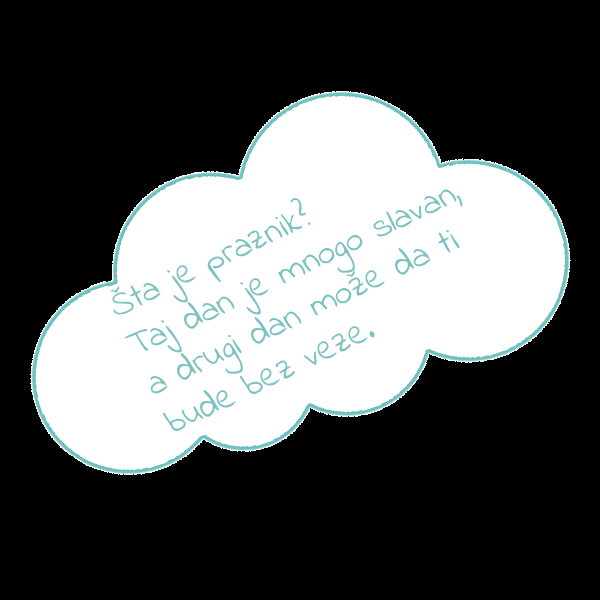 Šta je praznik?
Taj dan je mnogo slavan,
a drugi dan može da ti
bude bez veze.